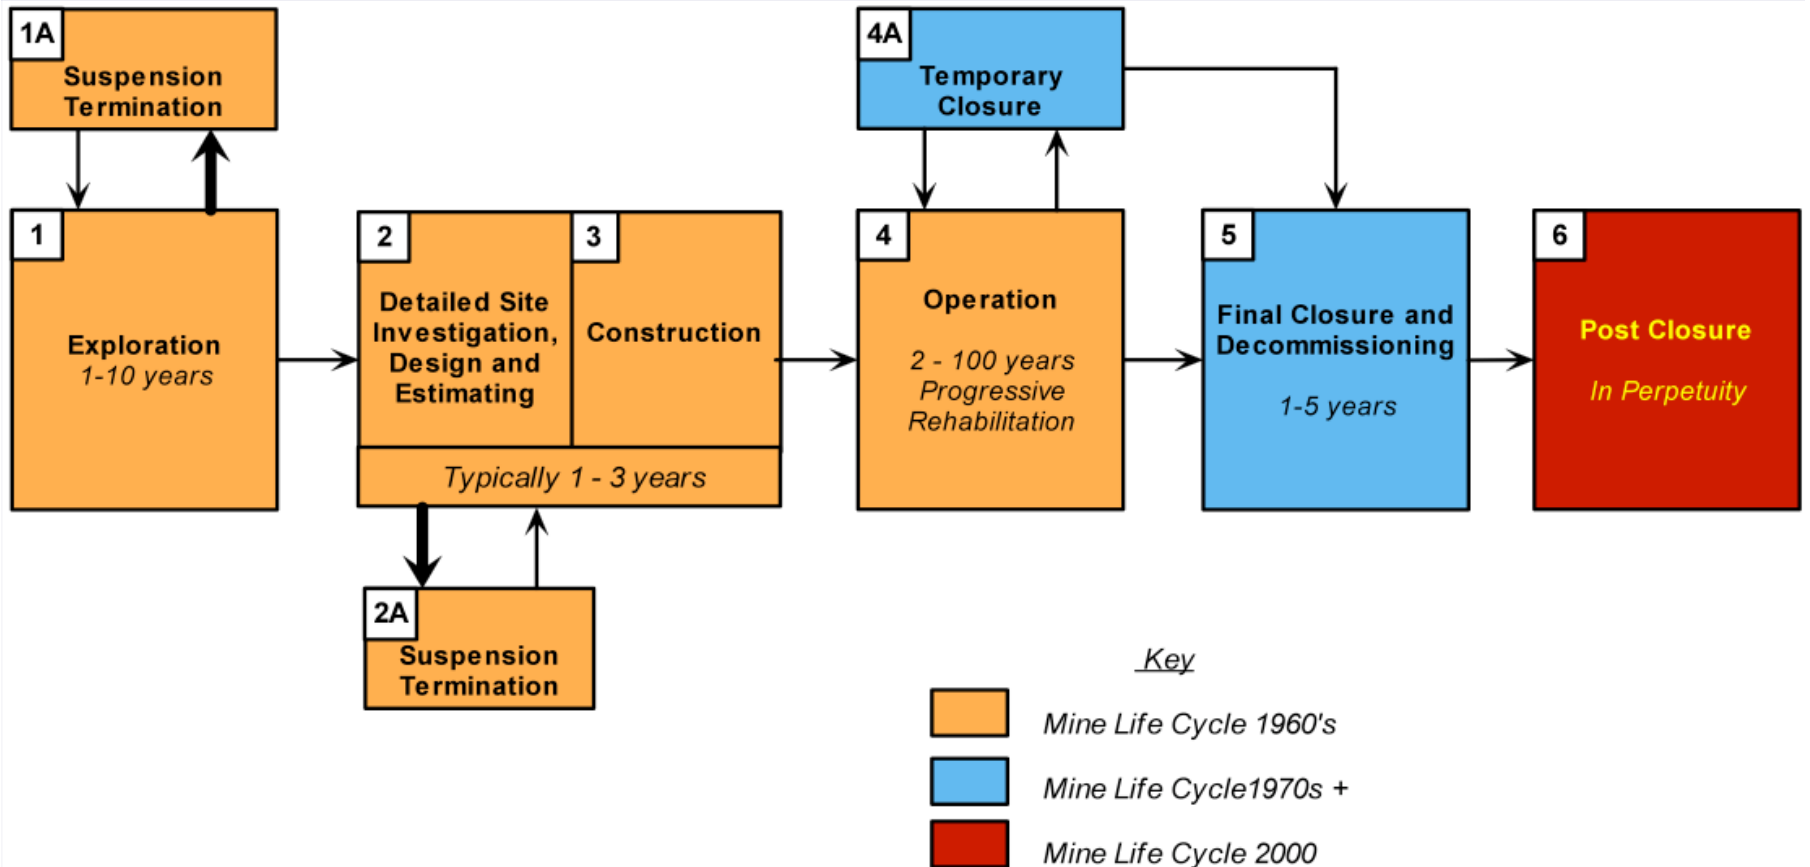 1A
Suspension
Termination
4A
Temporary
Closure
1
Exploration
1-10 years
2
Detailed Site
Investigation,
Design and
Estimating
3
Construction
Typically 1 - 3 years
4
Operation
2 - 100 years
Progressive
Rehabilitation
5
Final Closure and
Decommissioning
1-5 years
6
Post Closure
In Perpetuity
2A
Suspension
Termination
Key
Mine Life Cycle 1960's
Mine Life Cycle1970s +
Mine Life Cycle 2000